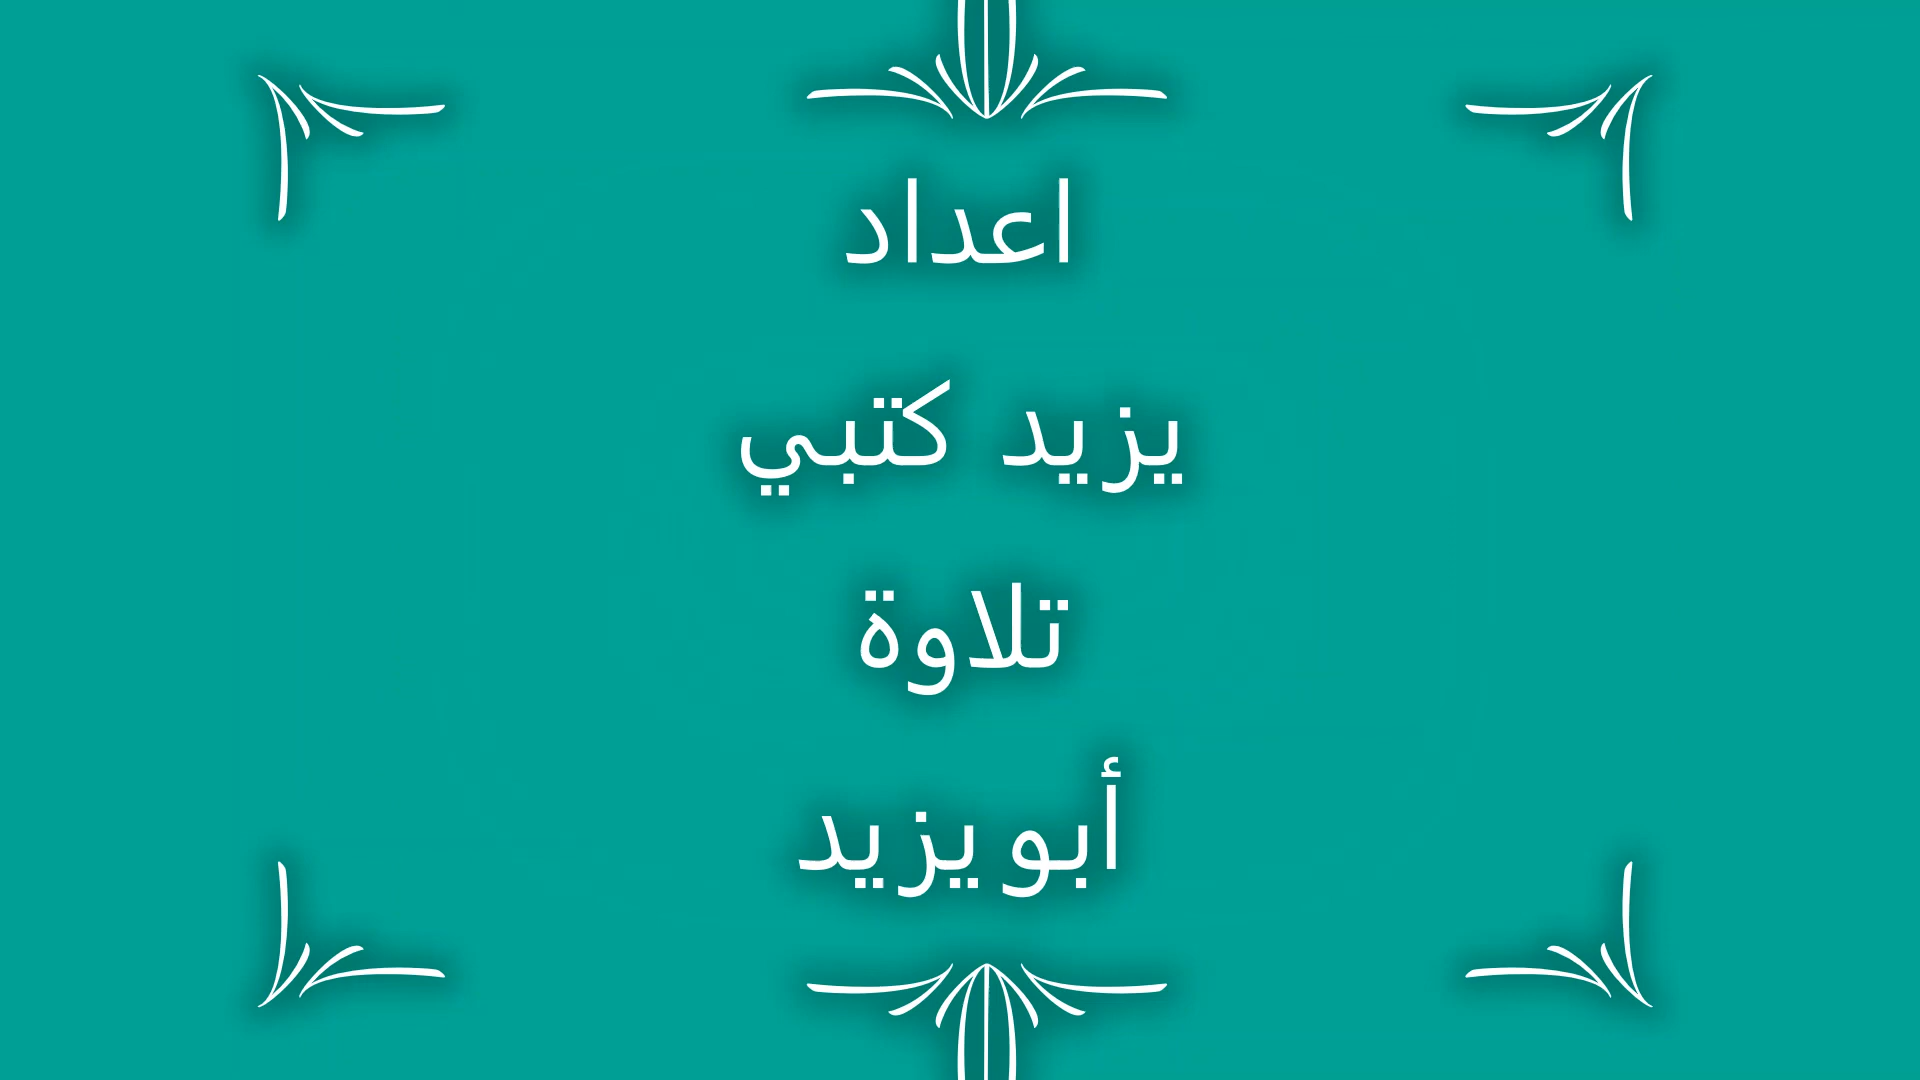 اعداد
يزيد كتبي
تلاوة
أبو يزيد